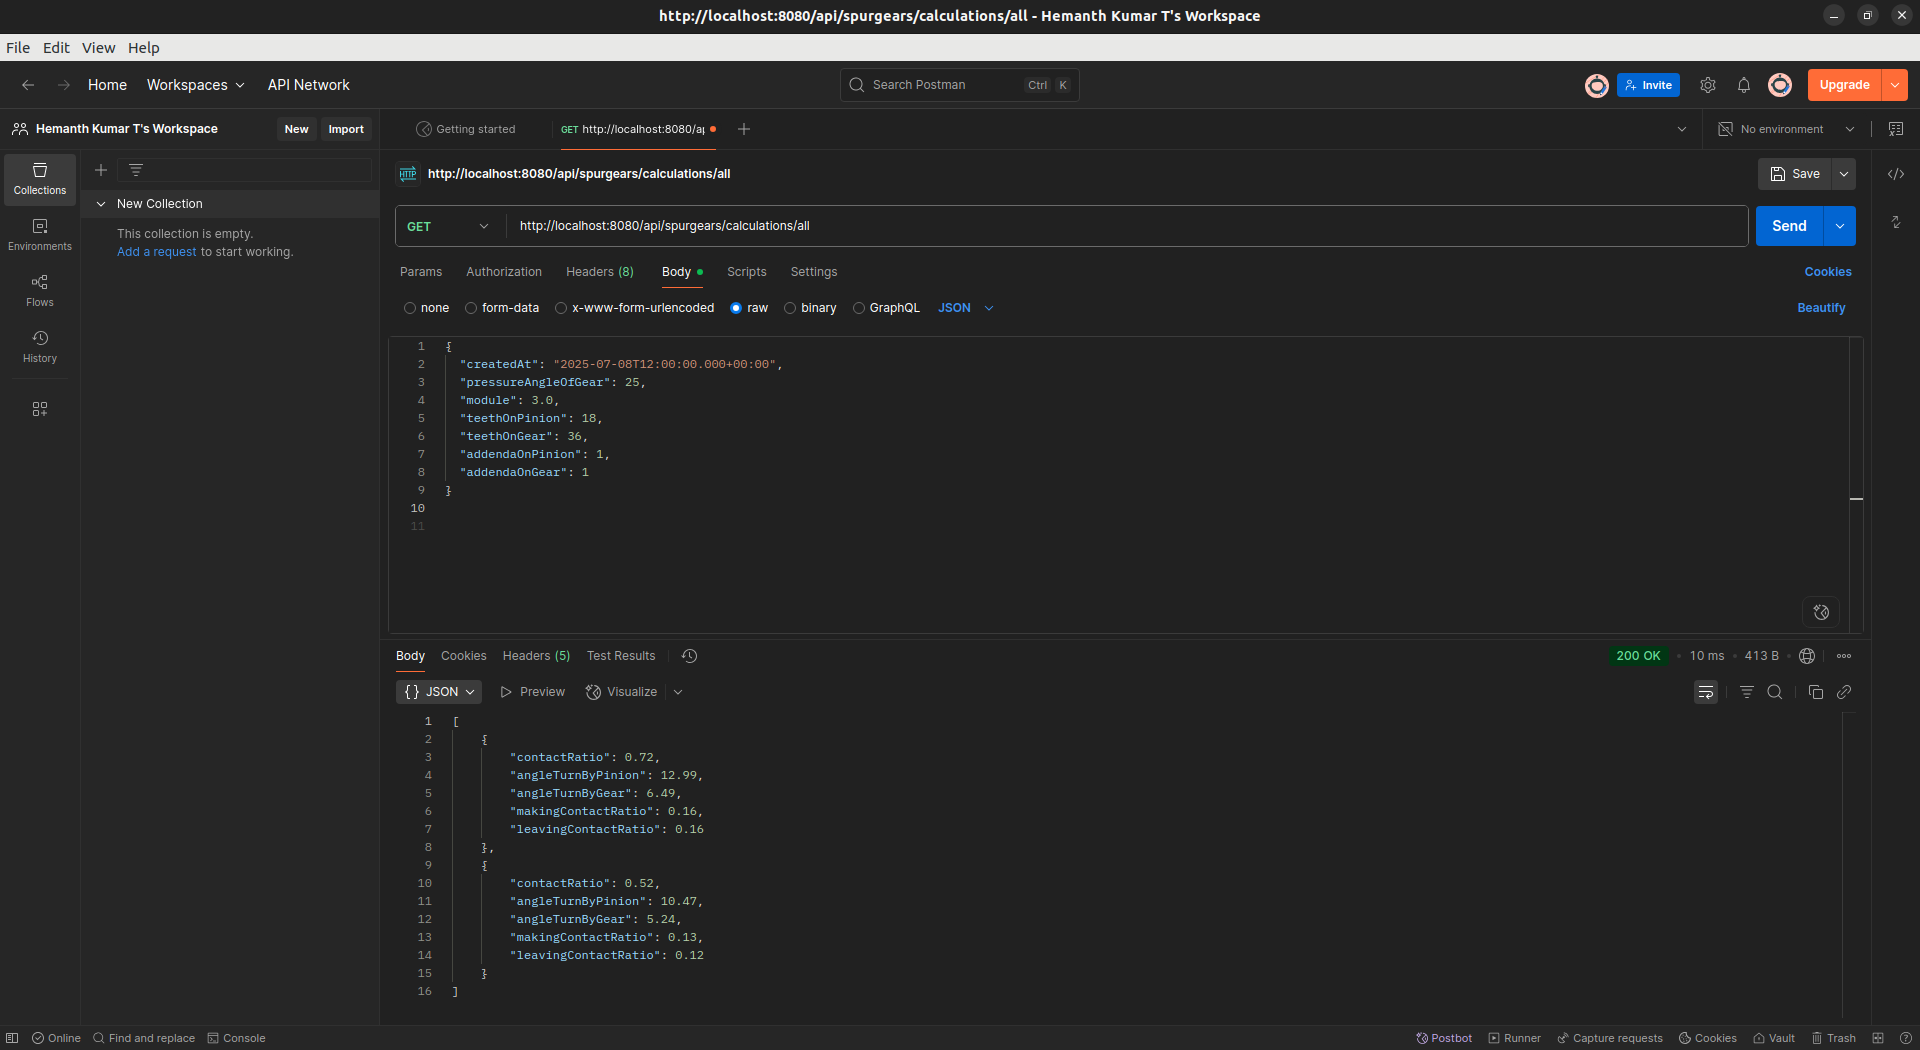 http://localhost:8080/api/spurgears/calculations/all - Hemanth Kumar T's Workspace
File Edit View Help
Home Workspaces API Network
Search Postman Ctrl K
Invite
Upgrade
Hemanth Kumar T's Workspace New Import
Getting started
GET http://localhost:8080/a
No environment
Collections
Environments
Flows
History
New Collection
This collection is empty.
Add a request to start working.
HTTP http://localhost:8080/api/spurgears/calculations/all
Save
GET http://localhost:8080/api/spurgears/calculations/all
Send
Params Authorization Headers (8) Body Scripts Settings
Cookies
none form-data x-www-form-urlencoded raw binary GraphQL JSON
Beautify
1 {
2 "createdAt": "2025-07-08T12:00:00.000+00:00",
3 "pressureAngleOfGear": 25,
4 "module": 3.0,
5 "teethOnPinion": 18,
6 "teethOnGear": 36,
7 "addendaOnPinion": 1,
8 "addendaOnGear": 1
9 }
10
11
Body Cookies Headers (5) Test Results
200 OK • 10 ms • 413 B
{} JSON Preview Visualize
1 [
2 {
3 "contactRatio": 0.72,
4 "angleTurnByPinion": 12.99,
5 "angleTurnByGear": 6.49,
6 "makingContactRatio": 0.16,
7 "leavingContactRatio": 0.16
8 },
9 {
10 "contactRatio": 0.52,
11 "angleTurnByPinion": 10.47,
12 "angleTurnByGear": 5.24,
13 "makingContactRatio": 0.13,
14 "leavingContactRatio": 0.12
15 }
16 ]
Online Find and replace Console
Postbot Runner Capture requests Cookies Vault Trash